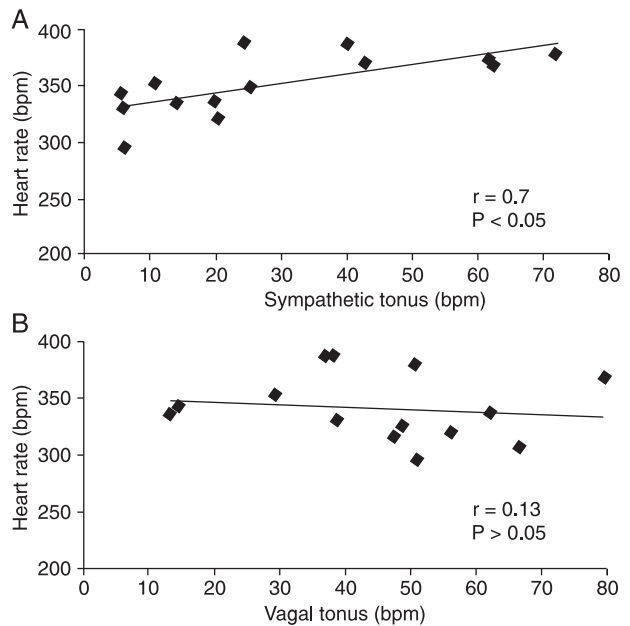 A
Heart rate (bpm)
400
350
300
250
200
r = 0.7
P < 0.05
0 10 20 30 40 50 60 70 80
Sympathetic tonus (bpm)
B
Heart rate (bpm)
400
350
300
250
200
r = 0.13
P > 0.05
0 10 20 30 40 50 60 70 80
Vagal tonus (bpm)